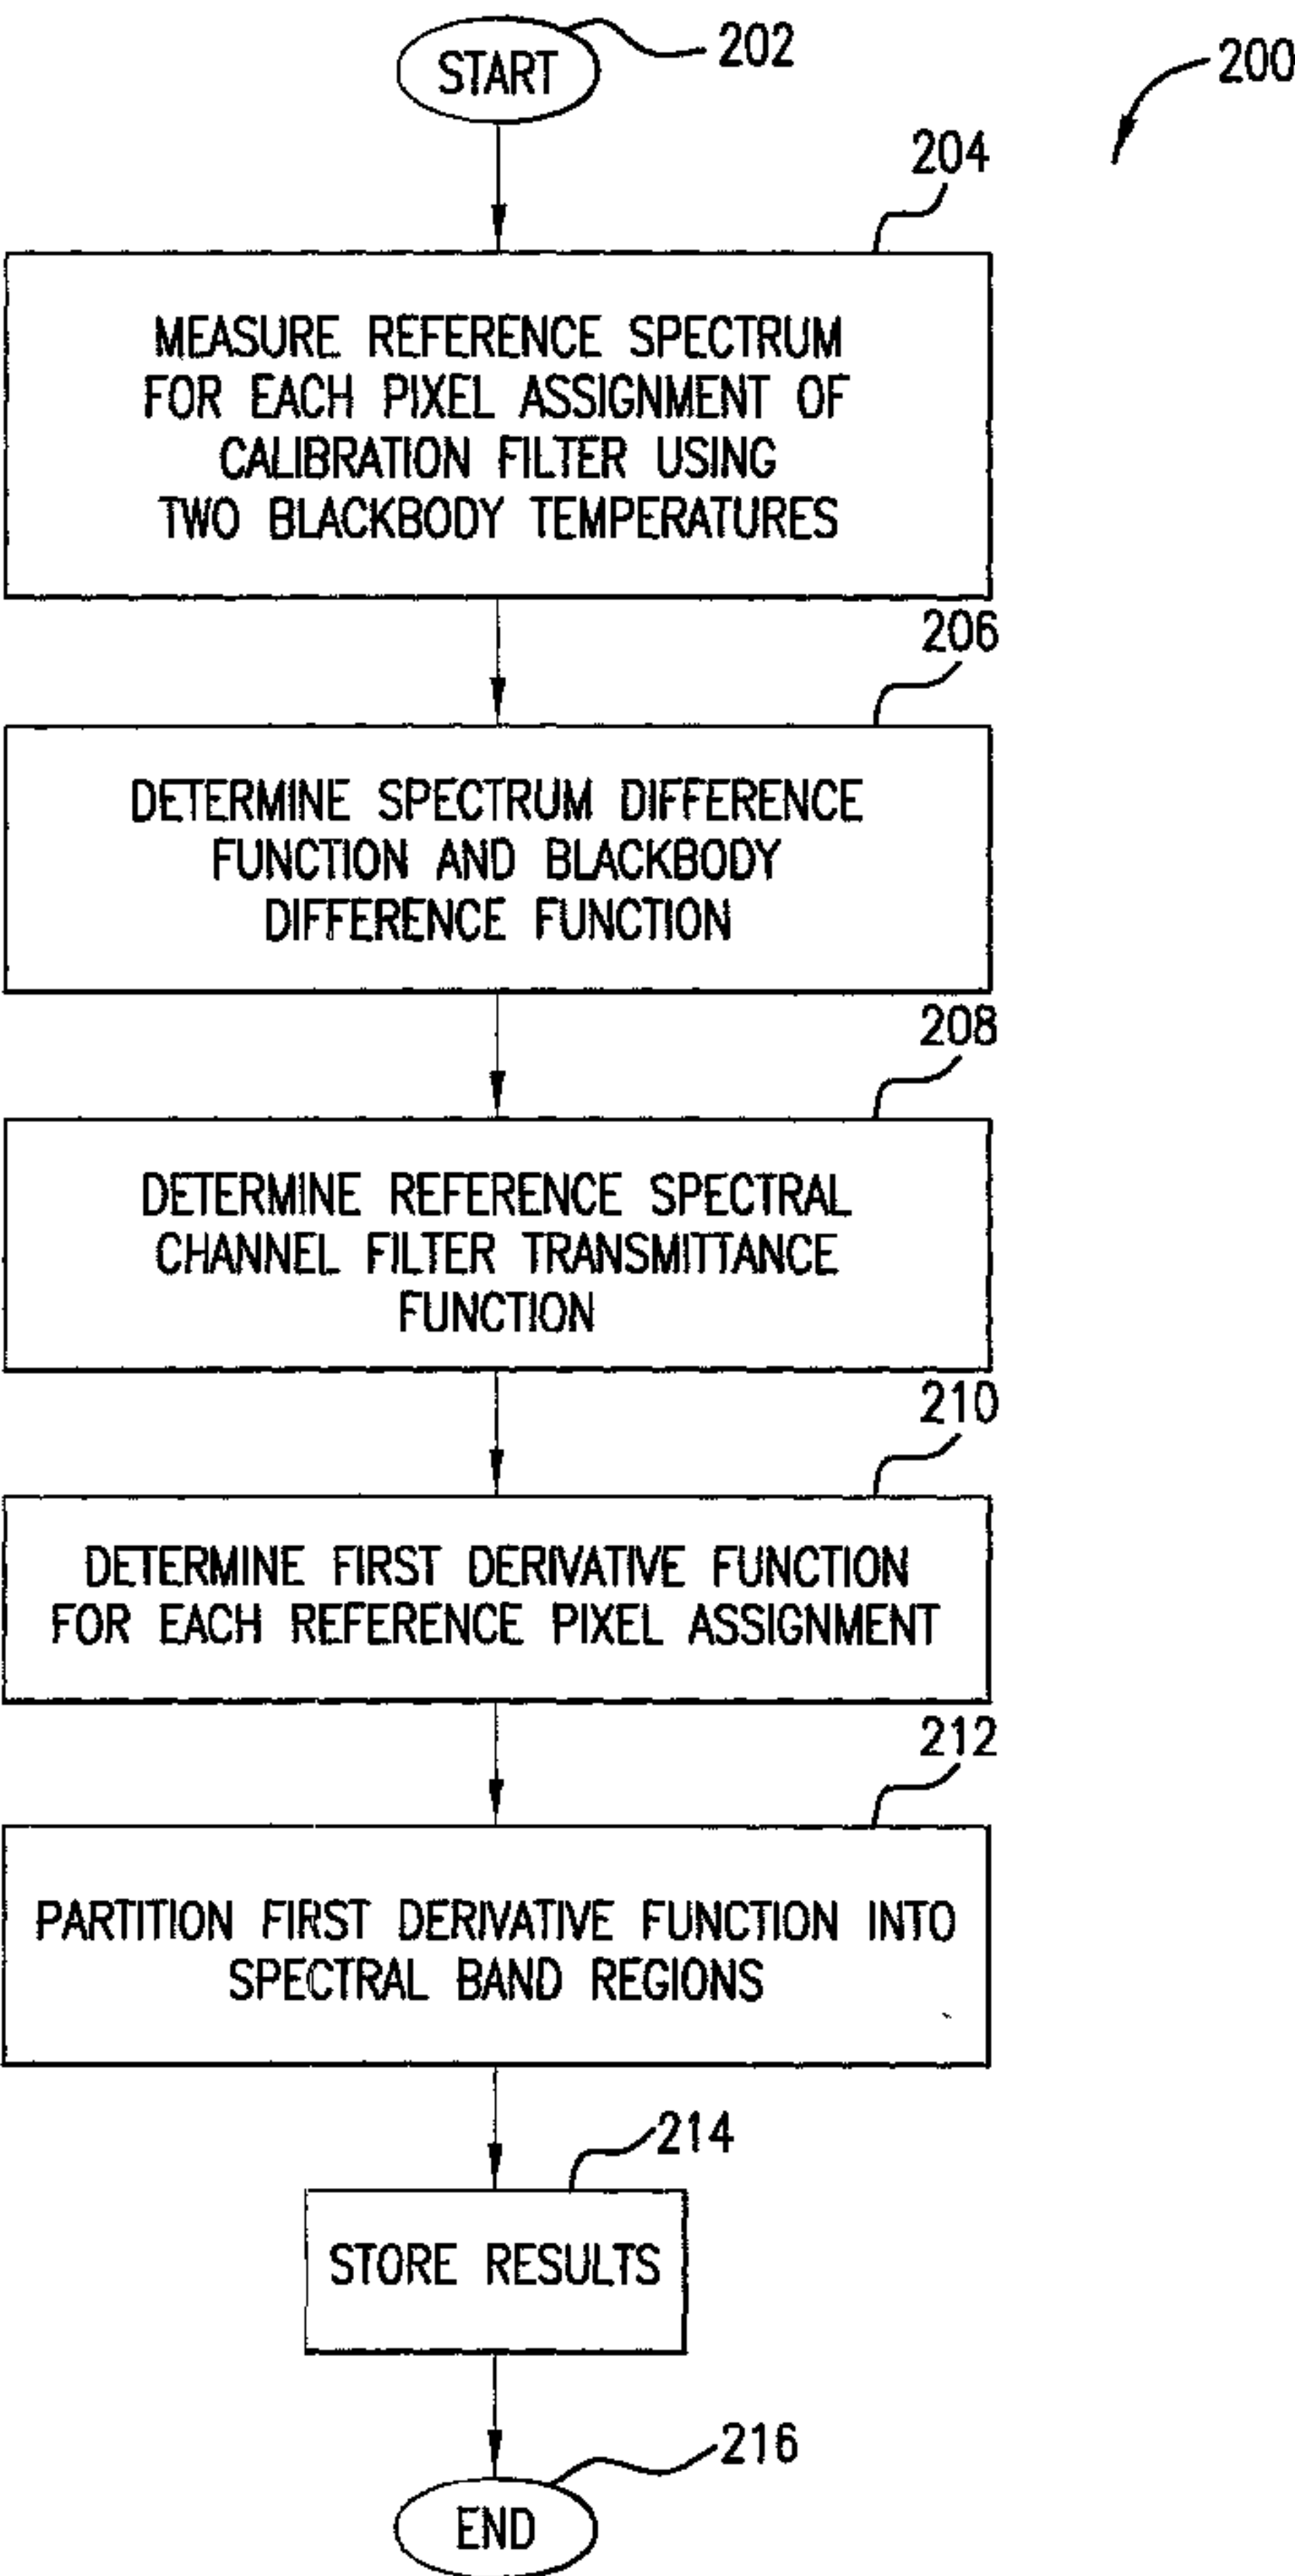 START
202
200
204
MEASURE REFERENCE SPECTRUM
FOR EACH PIXEL ASSIGNMENT OF
CALIBRATION FILTER USING
TWO BLACKBODY TEMPERATURES
206
DETERMINE SPECTRUM DIFFERENCE
FUNCTION AND BLACKBODY
DIFFERENCE FUNCTION
208
DETERMINE REFERENCE SPECTRAL
CHANNEL FILTER TRANSMITTANCE
FUNCTION
210
DETERMINE FIRST DERIVATIVE FUNCTION
FOR EACH REFERENCE PIXEL ASSIGNMENT
212
PARTITION FIRST DERIVATIVE FUNCTION INTO
SPECTRAL BAND REGIONS
214
STORE RESULTS
216
END